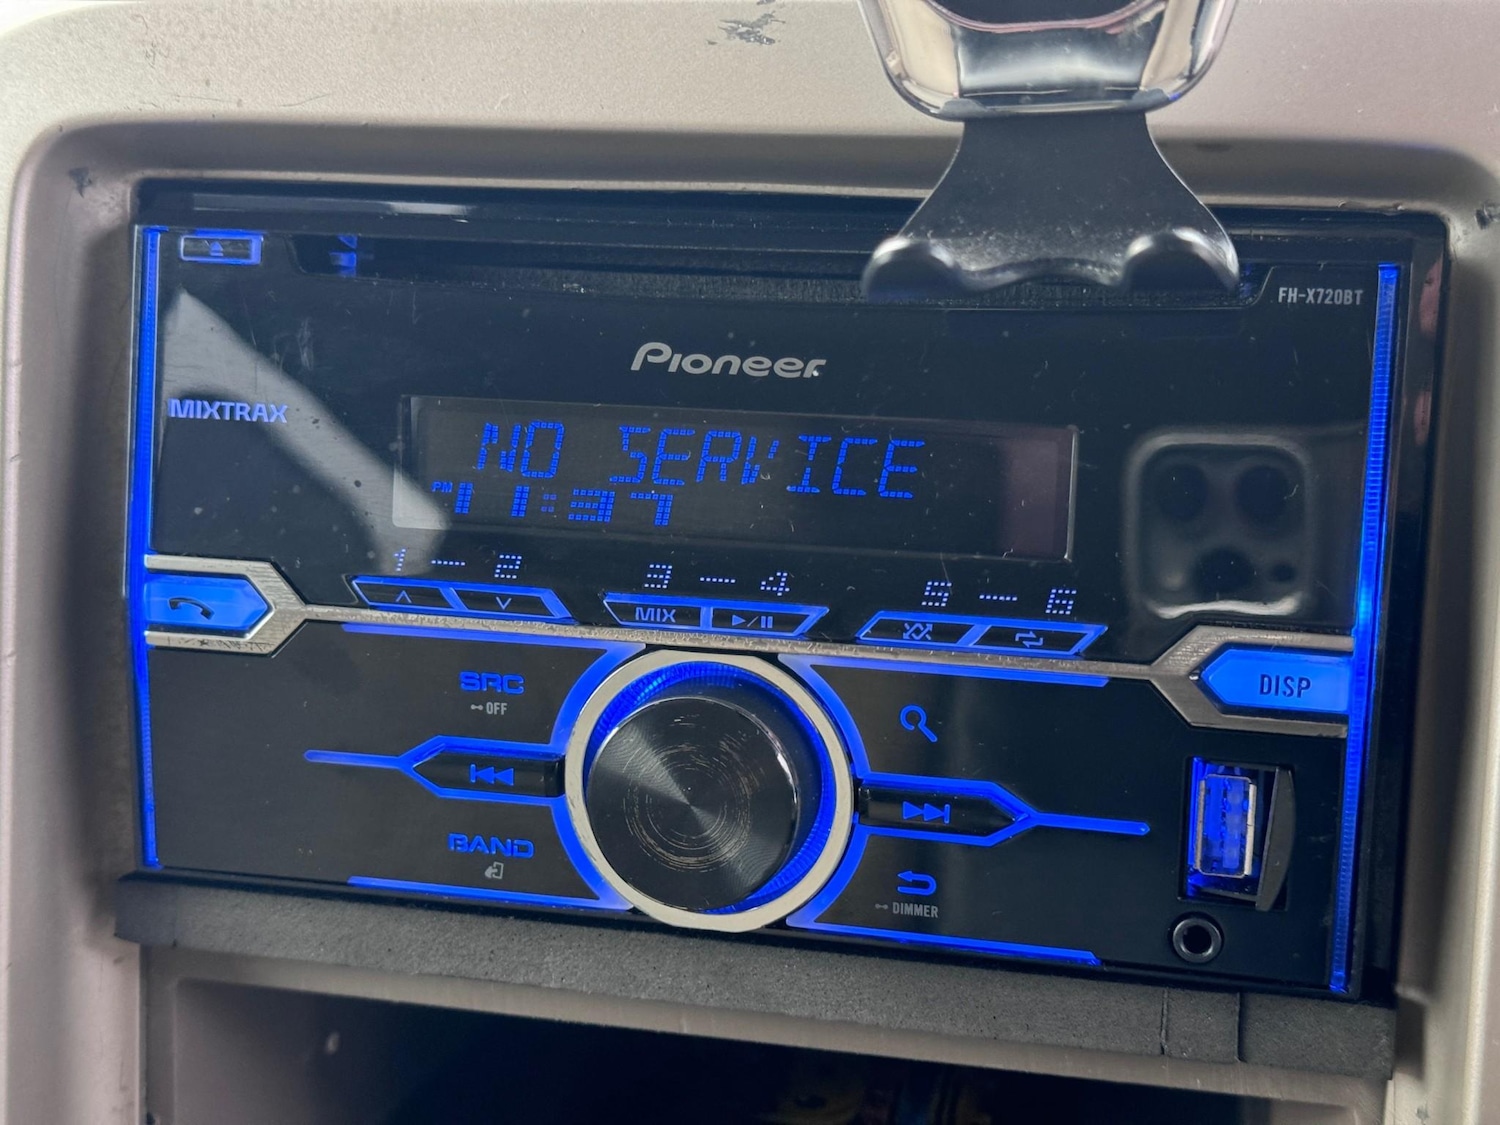 FH-X720BT
Pioneer
MIXTRAX
NO SERVICE
PM 11:37
1 — 2 3 — 4 5 — 6
MIX
DISP
SRC
OFF
BAND
DIMMER